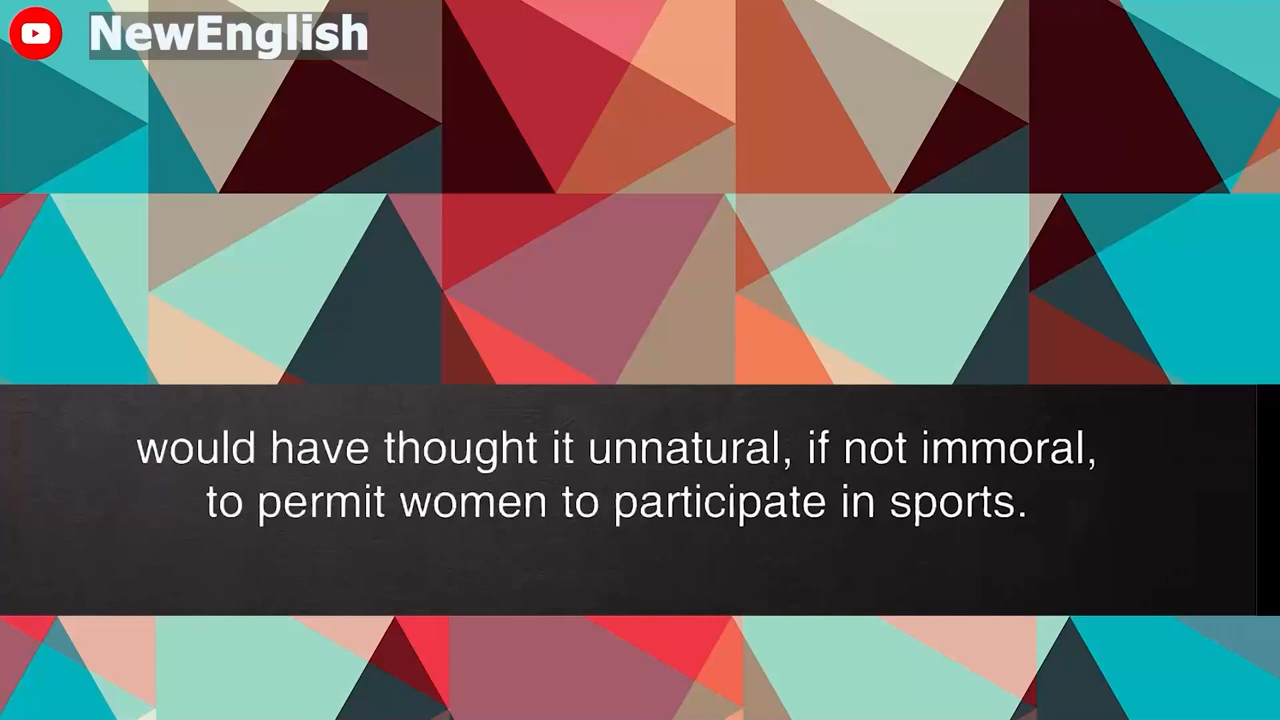 NewEnglish
would have thought it unnatural, if not immoral,
to permit women to participate in sports.